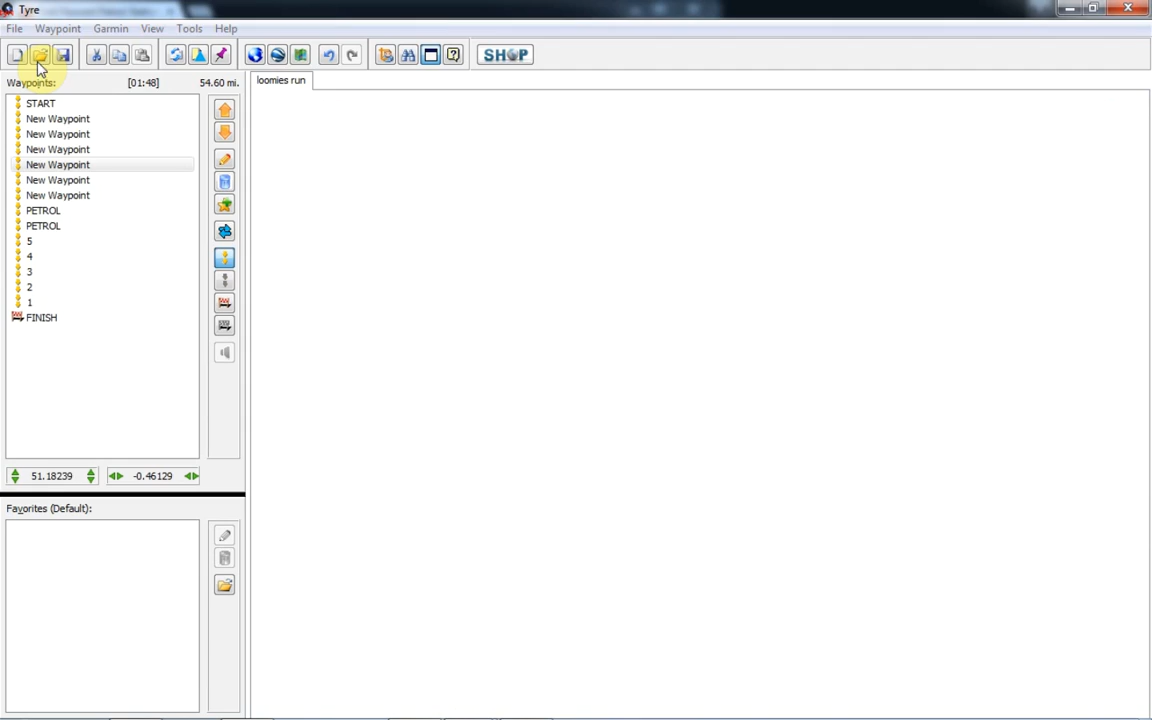 Tyre
File Waypoint Garmin View Tools Help
SHOP
Waypoints: [01:48] 54.60 mi.
loomies run
START
New Waypoint
New Waypoint
New Waypoint
New Waypoint
New Waypoint
New Waypoint
PETROL
PETROL
5
4
3
2
1
FINISH
51.18239 -0.46129
Favorites (Default):